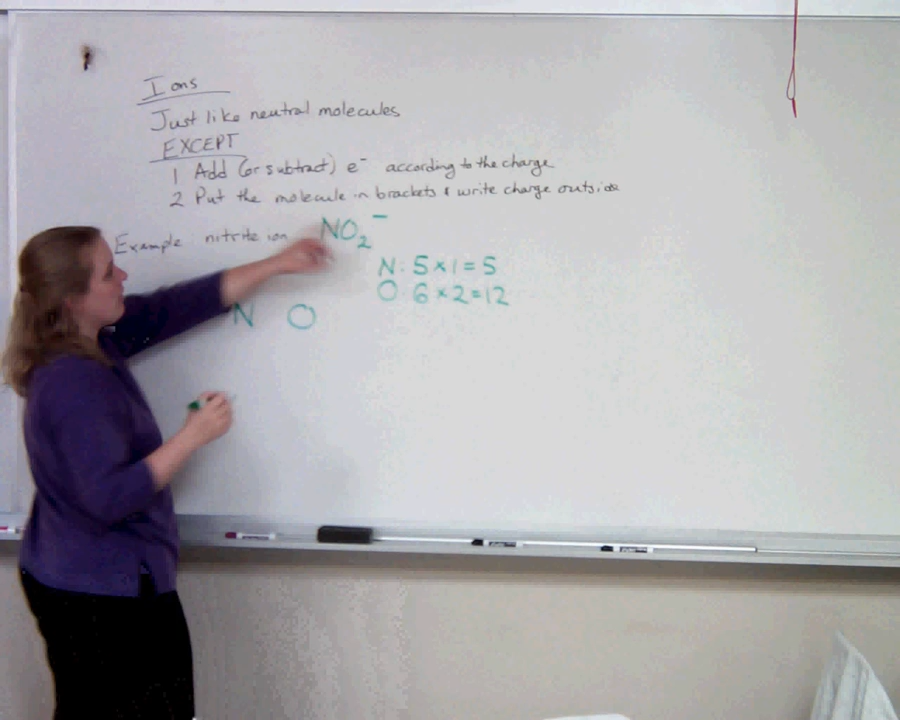 Ions
Just like neutral molecules
EXCEPT
1 Add (or subtract) e⁻ according to the charge
2 Put the molecule in brackets & write charge outside
Example: nitrite ion NO₂⁻
N: 5×1=5
O 6×2=12
N O